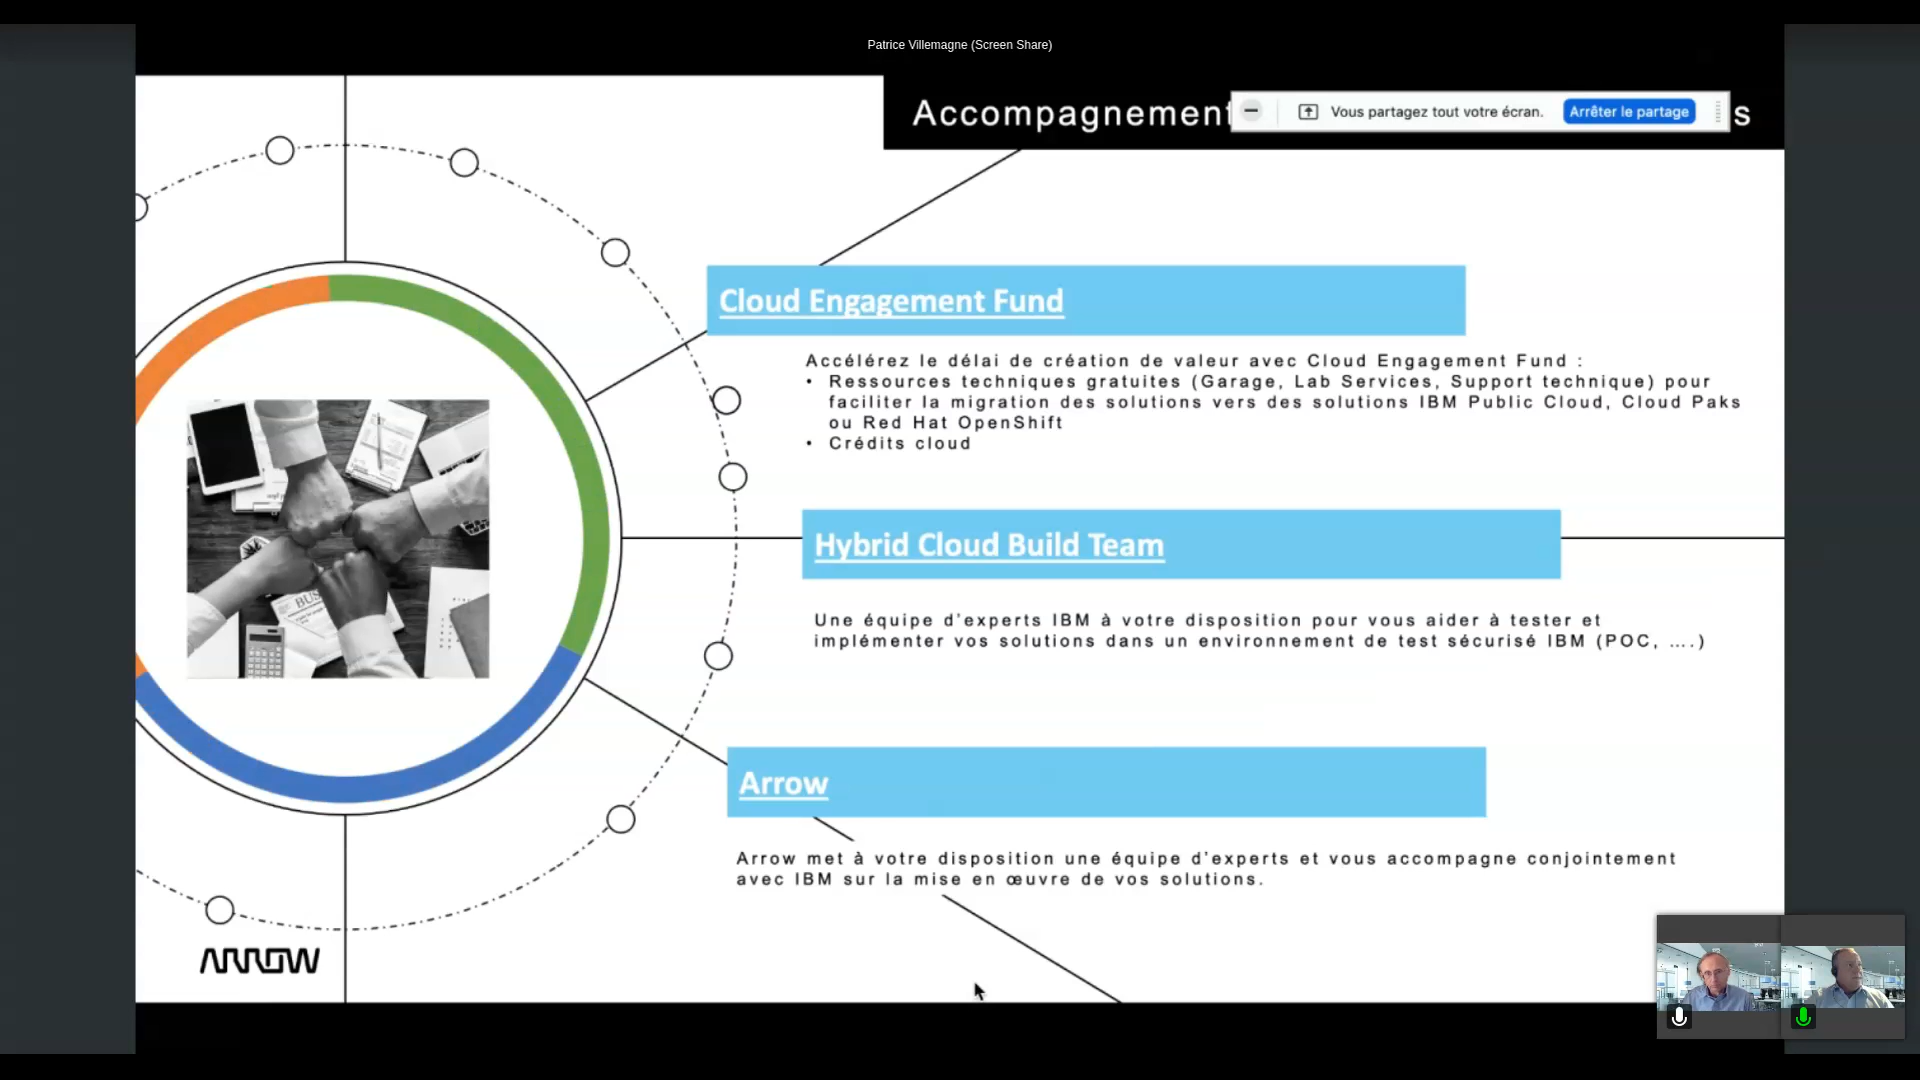 Patrice Villemagne (Screen Share)
Accompagnement
Vous partagez tout votre écran.
Arrêter le partage
s
Cloud Engagement Fund
Accélérez le délai de création de valeur avec Cloud Engagement Fund :
• Ressources techniques gratuites (Garage, Lab Services, Support technique) pour
faciliter la migration des solutions vers des solutions IBM Public Cloud, Cloud Paks
ou Red Hat OpenShift
• Crédits cloud
Hybrid Cloud Build Team
Une équipe d’experts IBM à votre disposition pour vous aider à tester et
implémenter vos solutions dans un environnement de test sécurisé IBM (POC, ….)
Arrow
Arrow met à votre disposition une équipe d’experts et vous accompagne conjointement
avec IBM sur la mise en œuvre de vos solutions.
ARROW